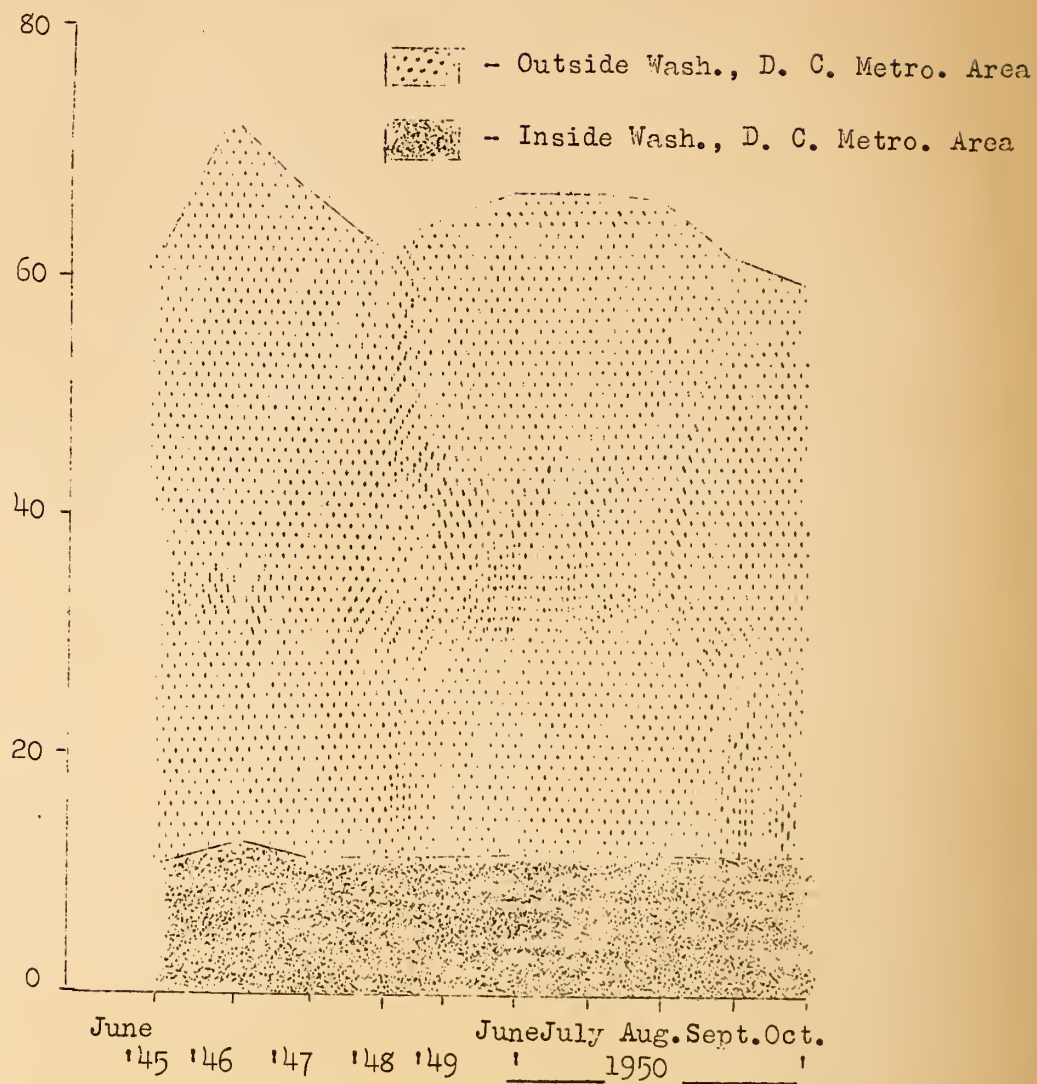 80
- Outside Wash., D. C. Metro. Area
- Inside Wash., D. C. Metro. Area
60
40
20
0
June JuneJuly Aug.Sept.Oct.
'45 '46 '47 '48 '49 ' 1950 '